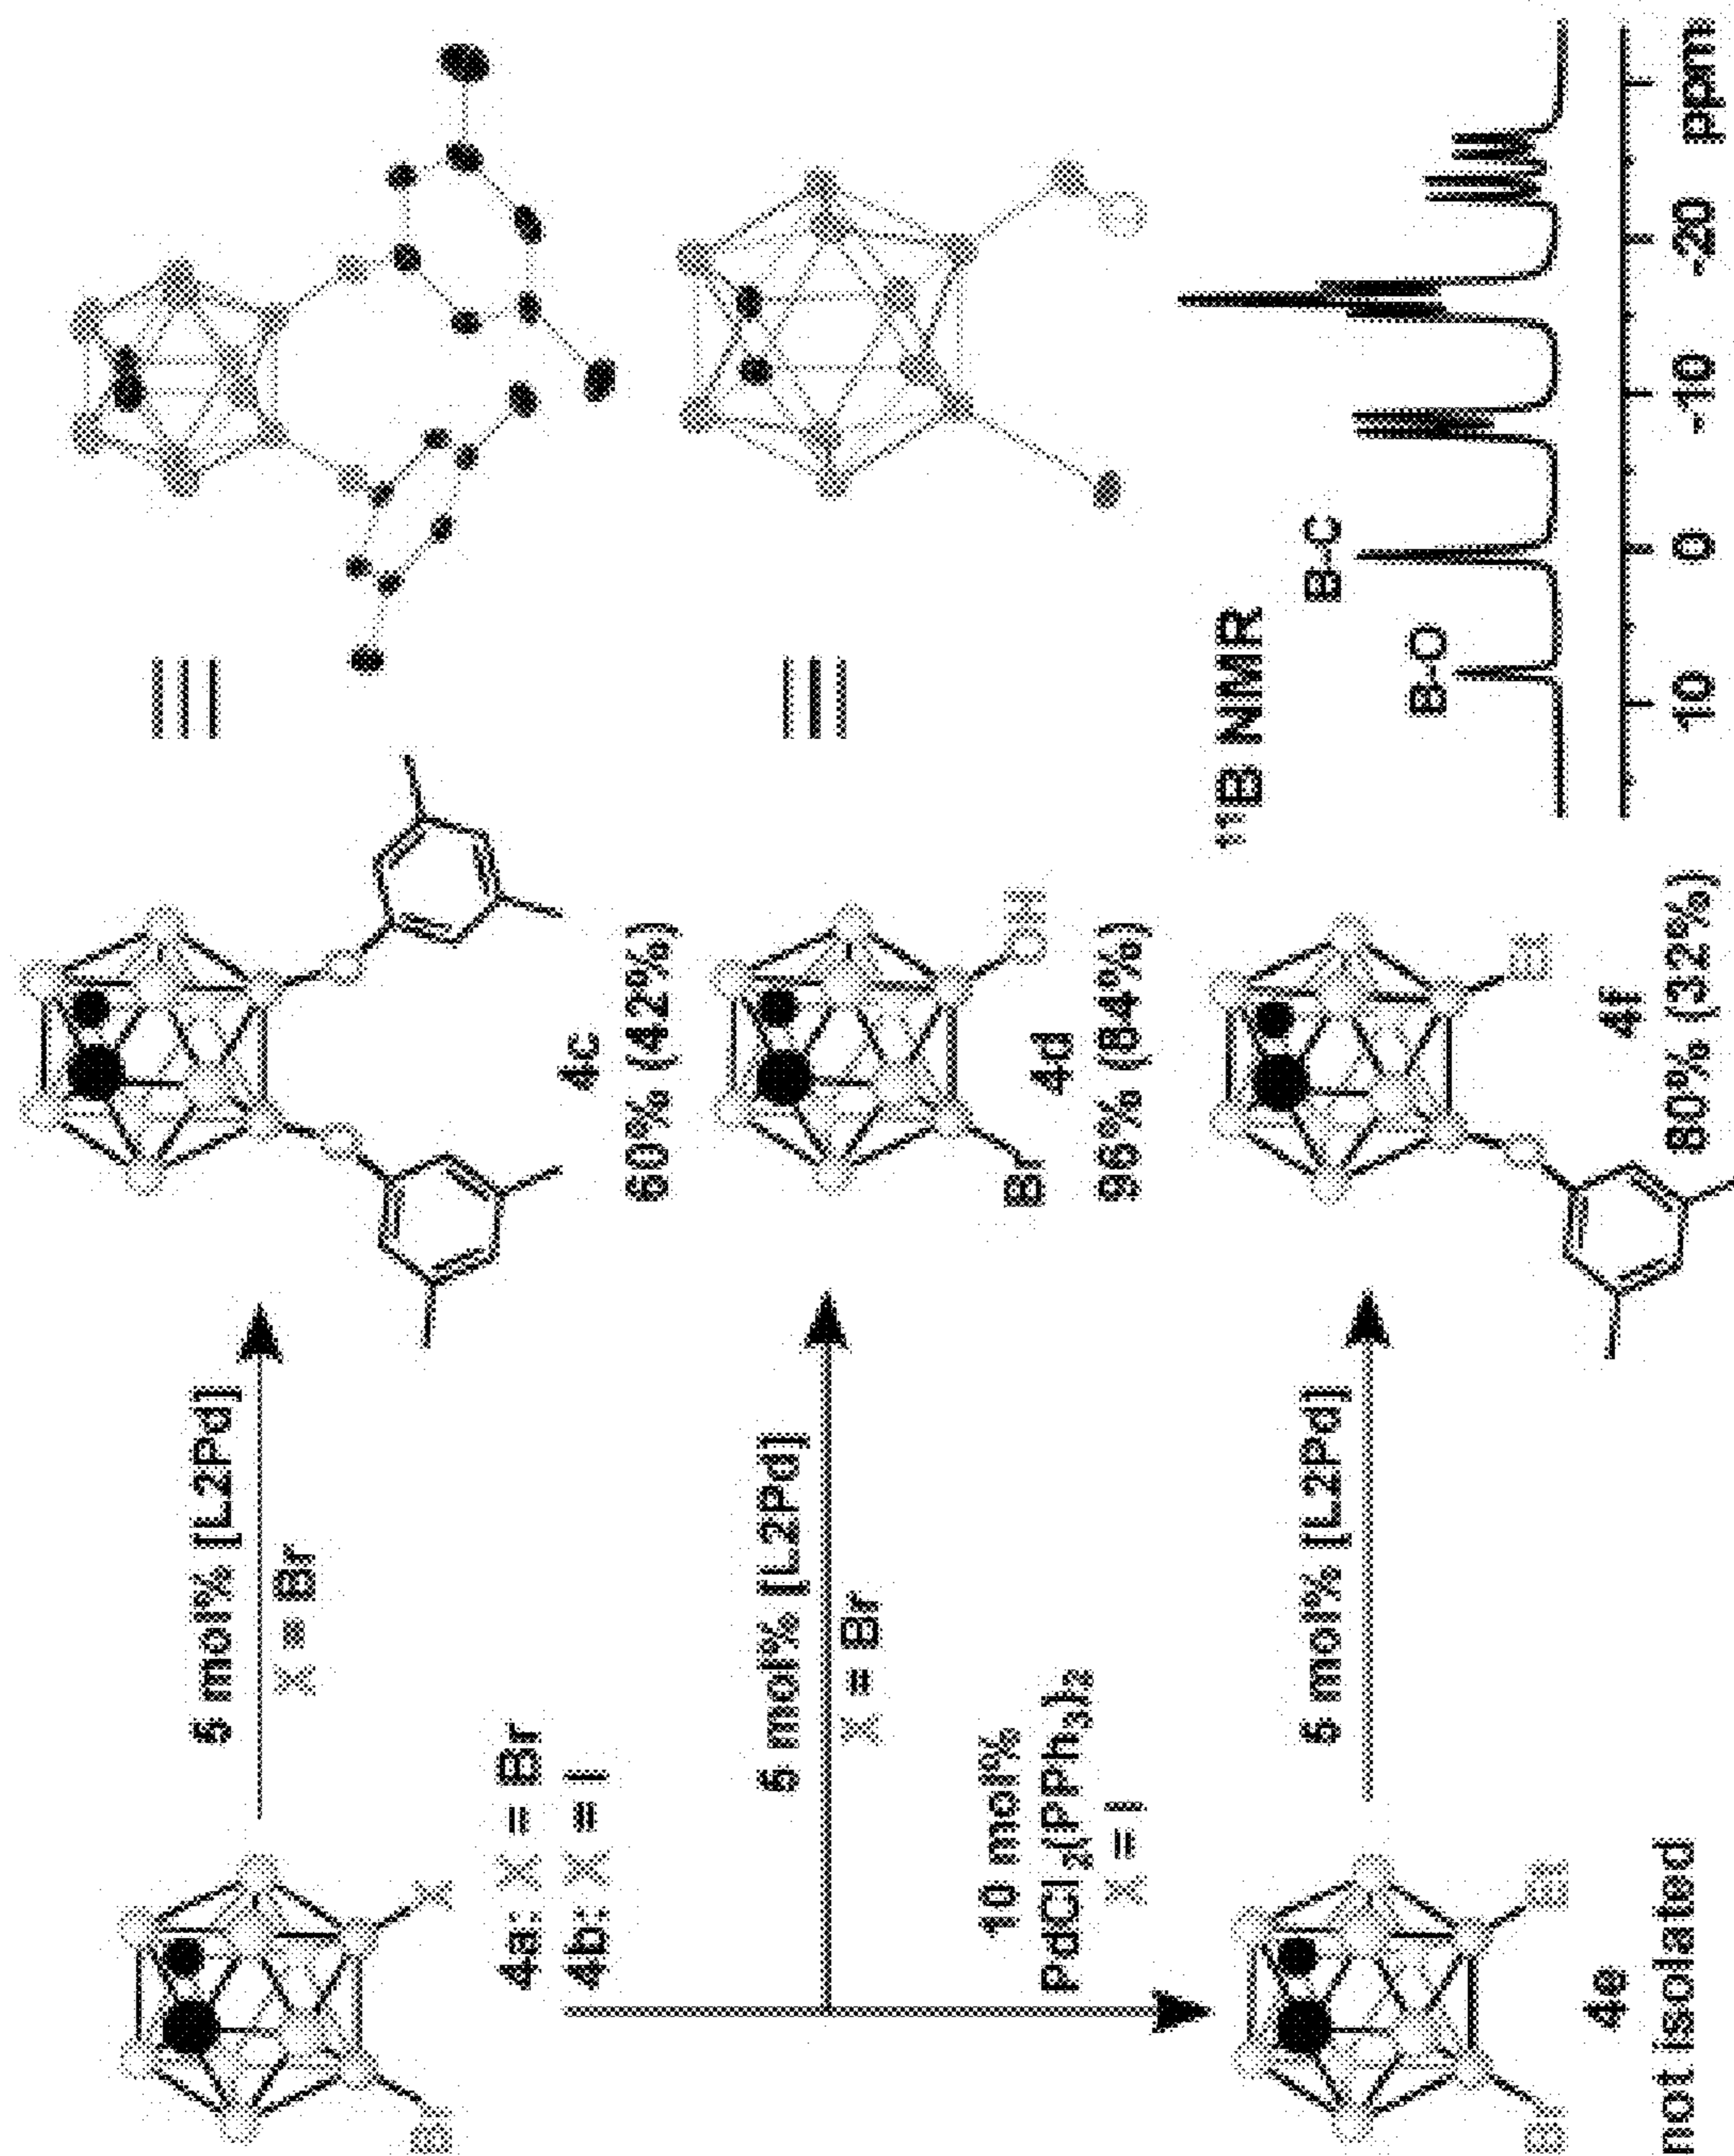 5 mol% [L2Pd]
X = Br
X
4a: X = Br
4b: X = I
4c
60% (42%)
5 mol% [L2Pd]
X = Br
Br
OH
4d
96% (84%)
10 mol%
PdCl₂(PPh₃)₂
X = I
5 mol% [L2Pd]
4e
not isolated
4f
80% (32%)
¹¹B NMR
B-O
B-C
10 0 -10 -20 ppm